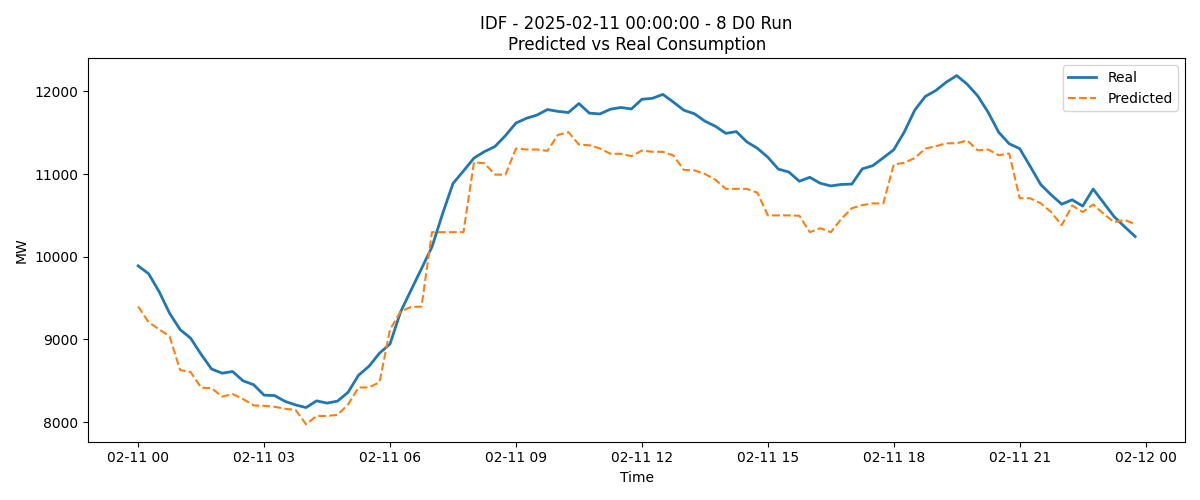 IDF - 2025-02-11 00:00:00 - 8 D0 Run
Predicted vs Real Consumption
Real
Predicted
12000
11000
10000
9000
8000
MW
02-11 00
02-11 03
02-11 06
02-11 09
02-11 12
02-11 15
02-11 18
02-11 21
02-12 00
Time